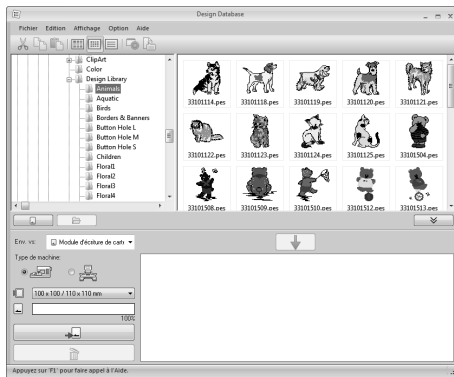 Design Database
Fichier Edition Affichage Option Aide
ClipArt
Color
Design Library
Animals
Aquatic
Birds
Borders & Banners
Button Hole L
Button Hole M
Button Hole S
Children
Floral1
Floral2
Floral3
Floral4
33101114.pes 33101118.pes 33101119.pes 33101120.pes 33101121.pes
33101122.pes 33101123.pes 33101124.pes 33101125.pes 33101504.pes
33101508.pes 33101509.pes 33101510.pes 33101512.pes 33101513.pes
Env. vs: Module d'écriture de carte
Type de machine:
100 x 100 / 110 x 110 mm
100%
Appuyez sur 'F1' pour faire appel à l'Aide.